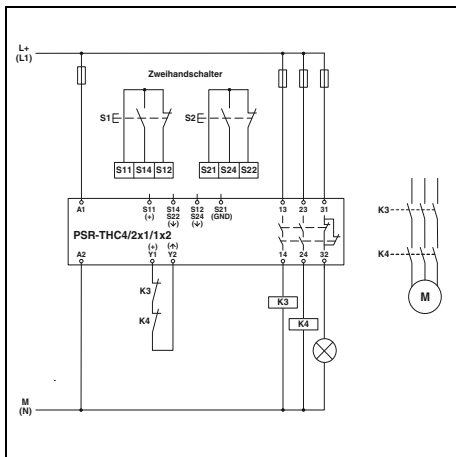 L+
(L1)
Zweihandschalter
S1
S2
S11 S14 S12
S21 S24 S22
A1
S11
(+)
S14
S22
(↓)
S12
S24
(↓)
S21
(GND)
13
23
31
PSR-THC4/2x1/1x2
A2
(+)
Y1
(↑)
Y2
14
24
32
K3
K4
K3
K4
K3
K4
M
M
(N)